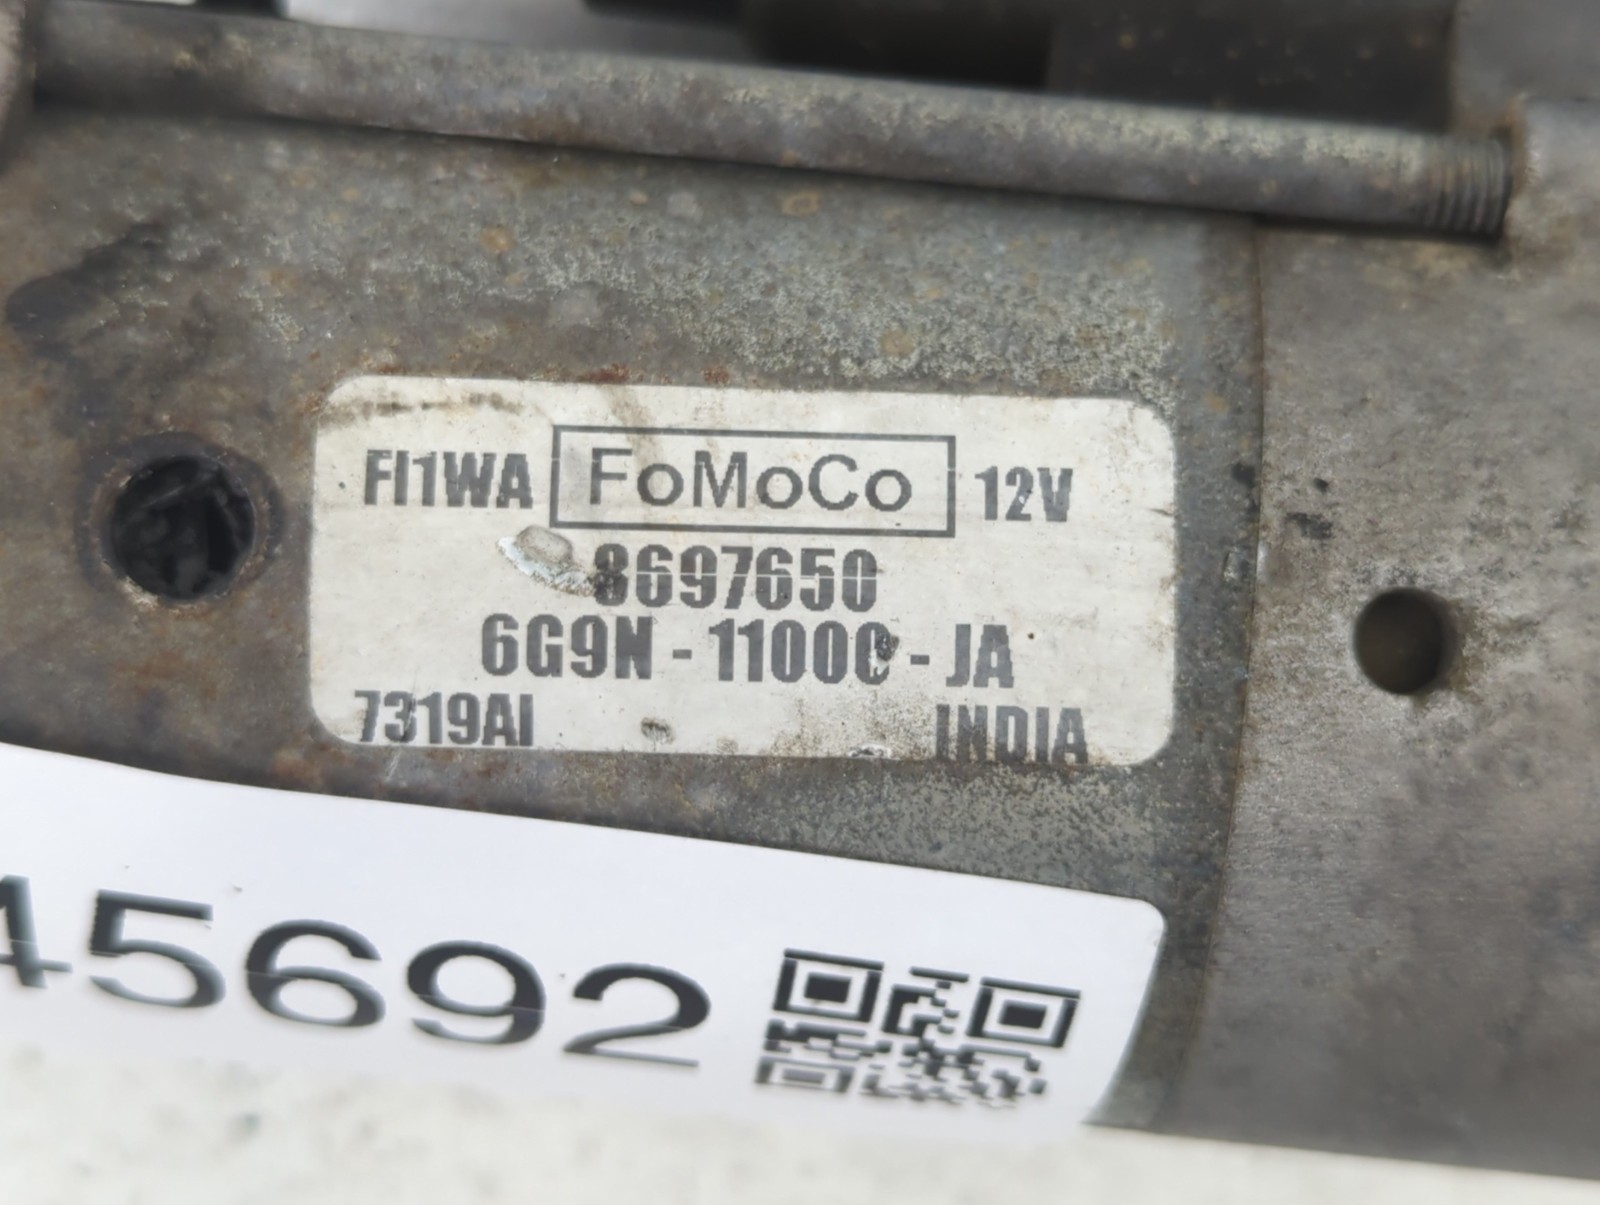 FI1WA FoMoCo 12V
8697650
6G9N - 11000 - JA
7319AI INDIA
45692